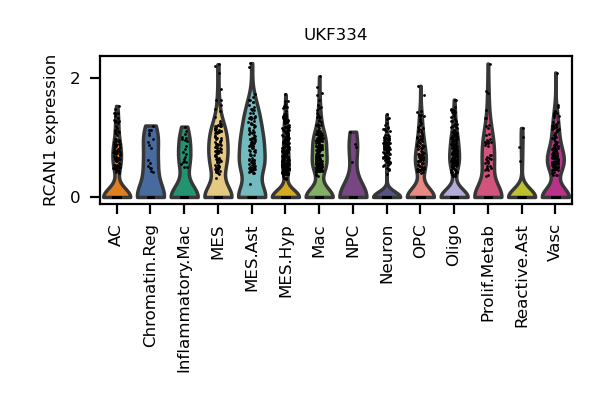 UKF334
RCAN1 expression
2
0
AC
Chromatin.Reg
Inflammatory.Mac
MES
MES.Ast
MES.Hyp
Mac
NPC
Neuron
OPC
Oligo
Prolif.Metab
Reactive.Ast
Vasc